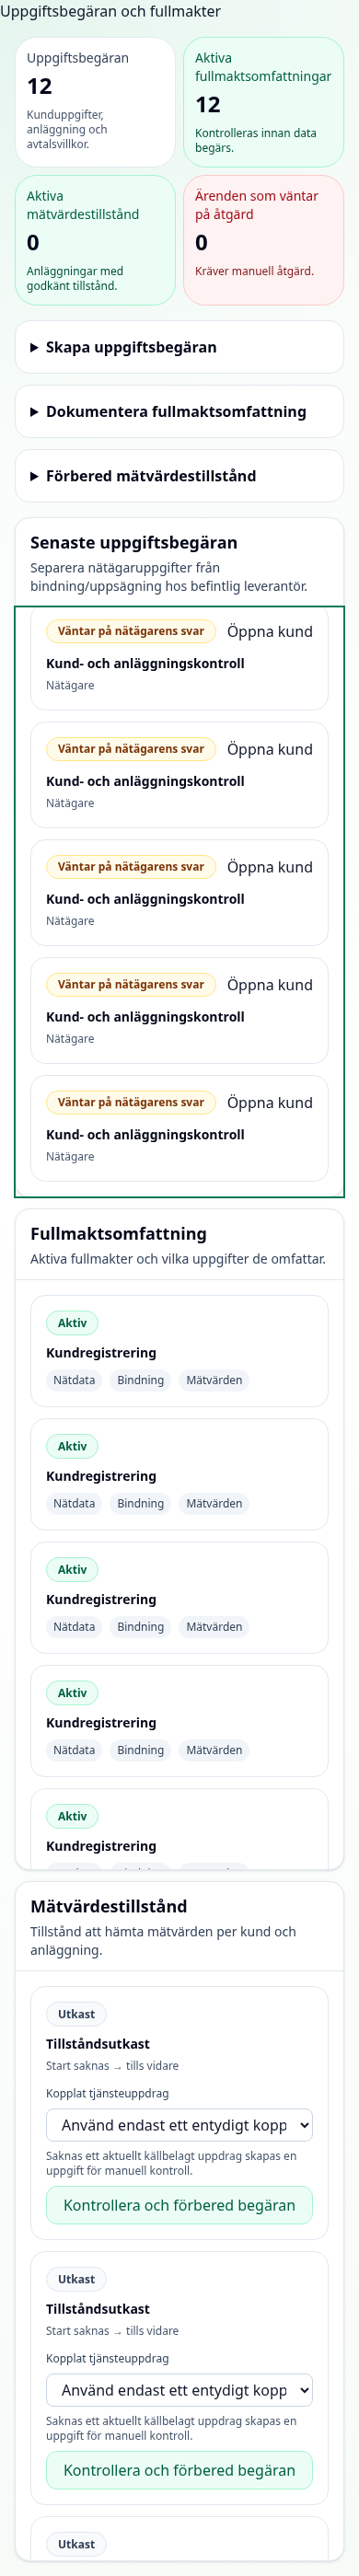 Uppgiftsbegäran och fullmakter
Uppgiftsbegäran
12
Kunduppgifter,
anläggning och
avtalsvillkor.
Aktiva
fullmaktsomfattningar
12
Kontrolleras innan data
begärs.
Aktiva
mätvärdestillstånd
0
Anläggningar med
godkänt tillstånd.
Ärenden som väntar
på åtgärd
0
Kräver manuell åtgärd.
Skapa uppgiftsbegäran
Dokumentera fullmaktsomfattning
Förbered mätvärdestillstånd
Senaste uppgiftsbegäran
Separera nätägaruppgifter från
bindning/uppsägning hos befintlig leverantör.
Väntar på nätägarens svar Öppna kund
Kund- och anläggningskontroll
Nätägare
Väntar på nätägarens svar Öppna kund
Kund- och anläggningskontroll
Nätägare
Väntar på nätägarens svar Öppna kund
Kund- och anläggningskontroll
Nätägare
Väntar på nätägarens svar Öppna kund
Kund- och anläggningskontroll
Nätägare
Väntar på nätägarens svar Öppna kund
Kund- och anläggningskontroll
Nätägare
Fullmaktsomfattning
Aktiva fullmakter och vilka uppgifter de omfattar.
Aktiv
Kundregistrering
Nätdata Bindning Mätvärden
Aktiv
Kundregistrering
Nätdata Bindning Mätvärden
Aktiv
Kundregistrering
Nätdata Bindning Mätvärden
Aktiv
Kundregistrering
Nätdata Bindning Mätvärden
Aktiv
Kundregistrering
Mätvärdestillstånd
Tillstånd att hämta mätvärden per kund och
anläggning.
Utkast
Tillståndsutkast
Start saknas → tills vidare
Kopplat tjänsteuppdrag
Använd endast ett entydigt kopp
Saknas ett aktuellt källbelagt uppdrag skapas en
uppgift för manuell kontroll.
Kontrollera och förbered begäran
Utkast
Tillståndsutkast
Start saknas → tills vidare
Kopplat tjänsteuppdrag
Använd endast ett entydigt kopp
Saknas ett aktuellt källbelagt uppdrag skapas en
uppgift för manuell kontroll.
Kontrollera och förbered begäran
Utkast